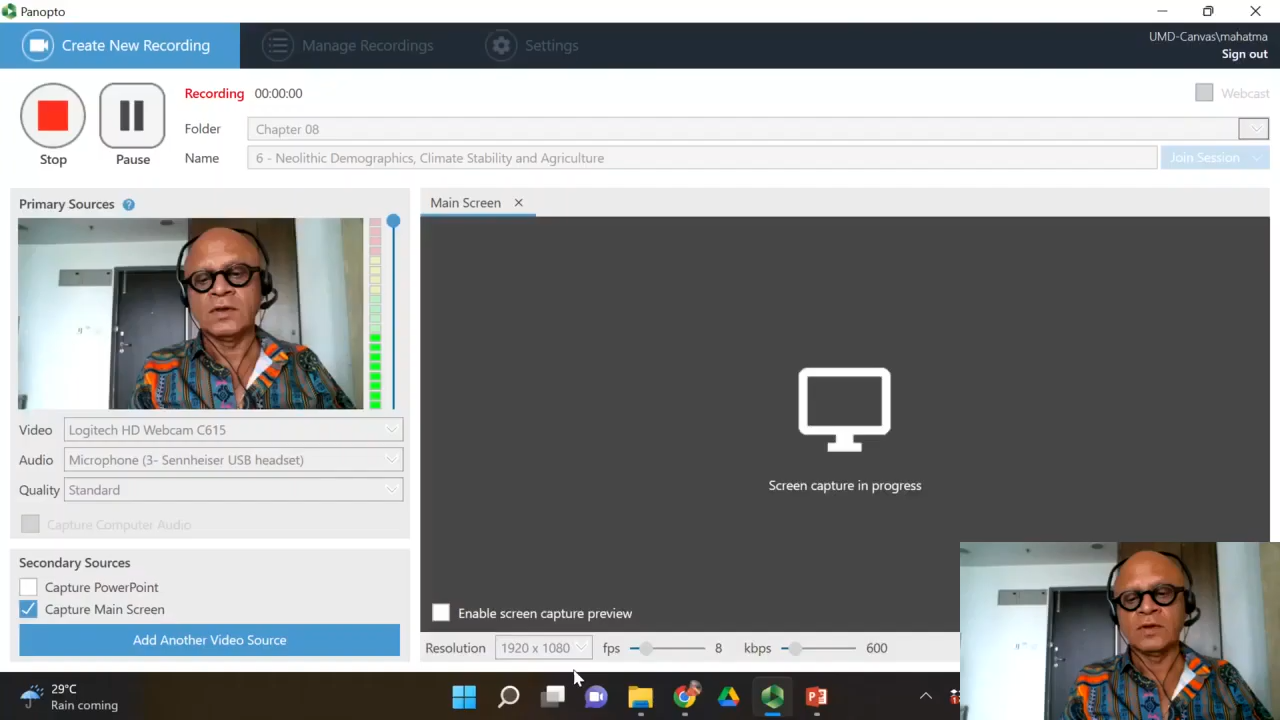 Panopto
Create New Recording
Manage Recordings
Settings
UMD-Canvas\mahatma
Sign out
Recording 00:00:00
Webcast
Folder Chapter 08
Stop
Pause
Name 6 - Neolithic Demographics, Climate Stability and Agriculture
Join Session
Primary Sources ?
Main Screen
Video Logitech HD Webcam C615
Audio Microphone (3- Sennheiser USB headset)
Quality Standard
Capture Computer Audio
Screen capture in progress
Secondary Sources
Capture PowerPoint
Capture Main Screen
Add Another Video Source
Enable screen capture preview
Resolution 1920 x 1080 fps 8 kbps 600
29°C
Rain coming